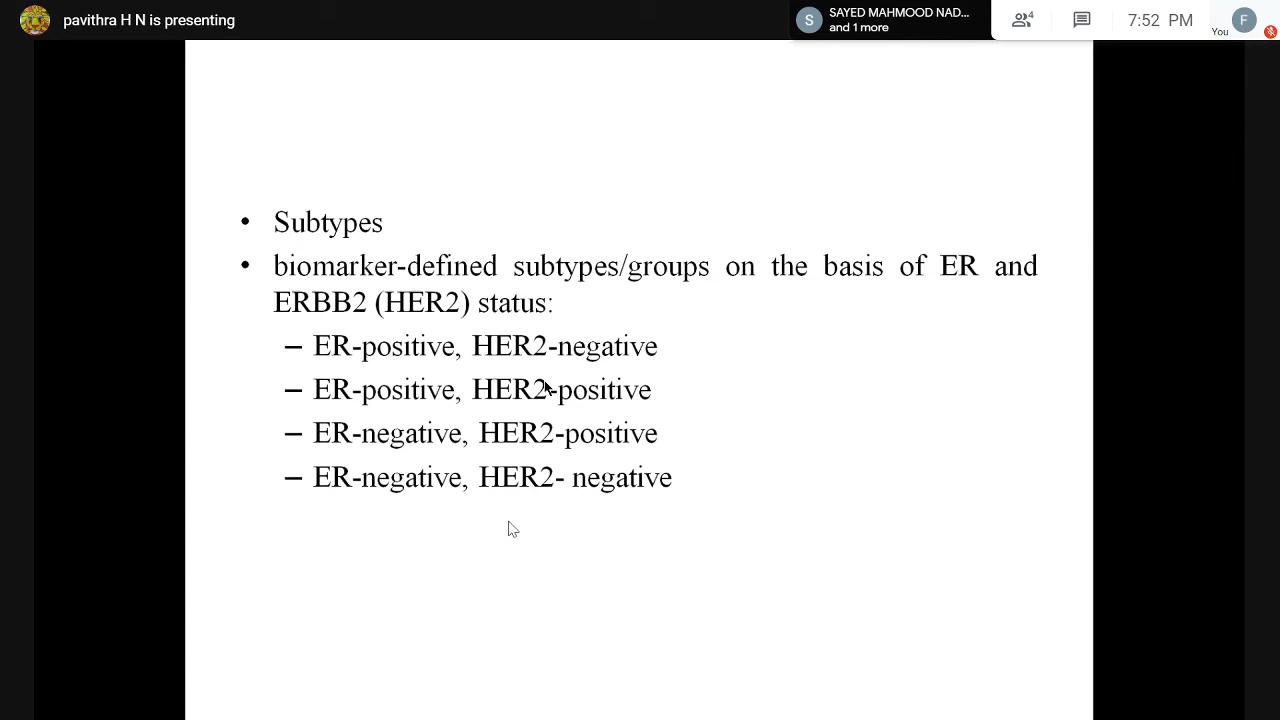 pavithra H N is presenting
S
SAYED MAHMOOD NAD...
and 1 more
4
7:52 PM
You
F
• Subtypes
• biomarker-defined subtypes/groups on the basis of ER and
ERBB2 (HER2) status:
– ER-positive, HER2-negative
– ER-positive, HER2-positive
– ER-negative, HER2-positive
– ER-negative, HER2- negative